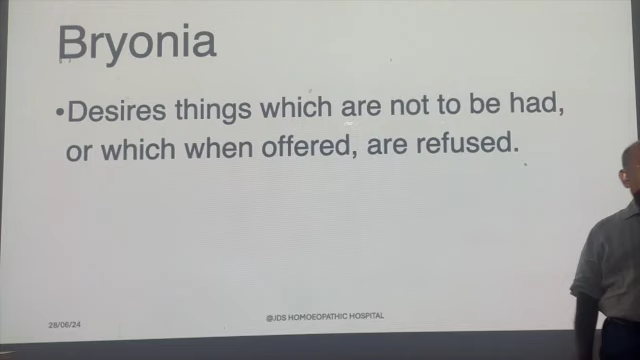 Bryonia
•Desires things which are not to be had,
or which when offered, are refused.
28/06/24
@JDS HOMOEOPATHIC HOSPITAL